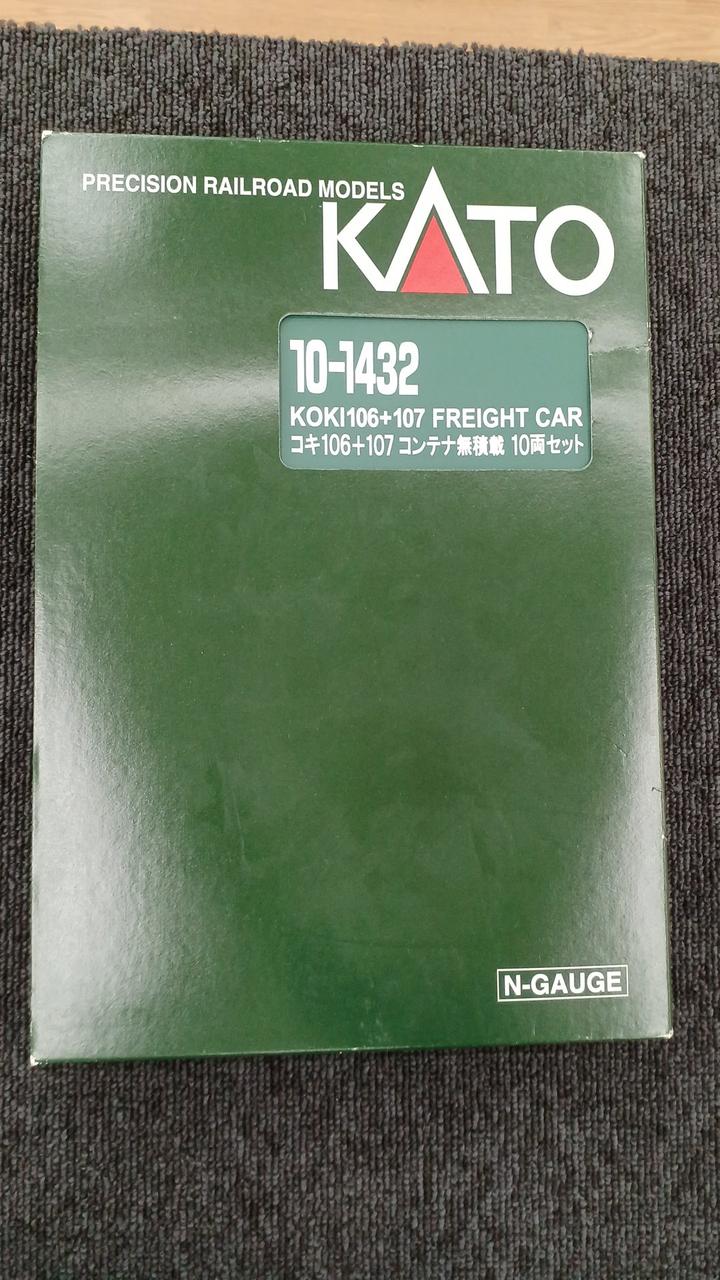 PRECISION RAILROAD MODELS
KATO
10-1432
KOKI106+107 FREIGHT CAR
コキ106+107 コンテナ無積載 10両セット
N-GAUGE